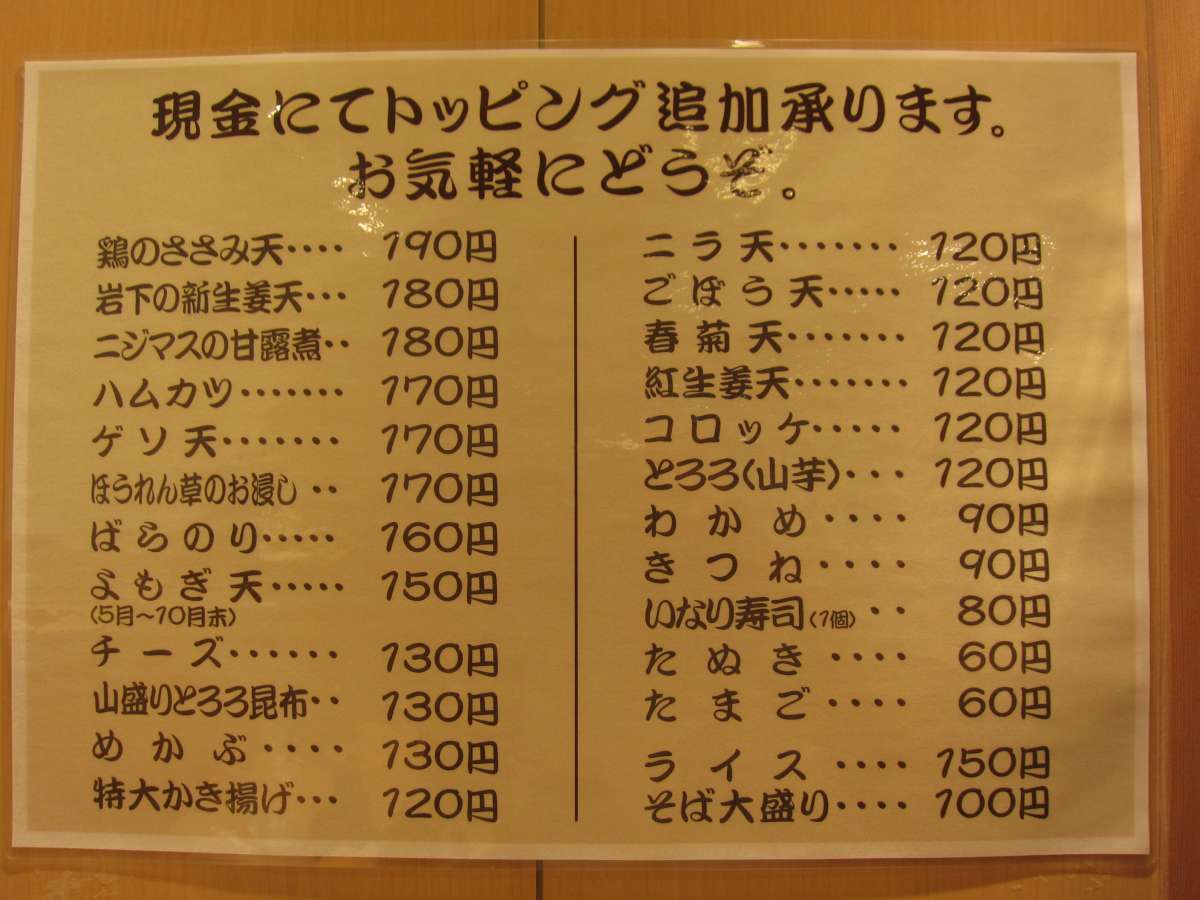 現金にてトッピング追加承ります。
お気軽にどうぞ。
鶏のささみ天････ 190円
岩下の新生姜天･･･ 180円
ニジマスの甘露煮･･ 180円
ハムカツ･･･････ 170円
ゲソ天･･･････ 170円
ほうれん草のお浸し ･･ 170円
ばらのり･････ 160円
よもぎ天･････ 150円
(5月〜10月末)
チーズ･･････ 130円
山盛りとろろ昆布･･ 130円
めかぶ････ 130円
特大かき揚げ･･･ 120円
ニラ天･･･････ 120円
ごぼう天･････ 120円
春菊天･･･････ 120円
紅生姜天･･･････ 120円
コロッケ･････ 120円
とろろ(山芋)･･･ 120円
わかめ････ 90円
きつね････ 90円
いなり寿司(1個) ･･ 80円
たぬき････ 60円
たまご････ 60円
ライス････ 150円
そば大盛り････ 100円